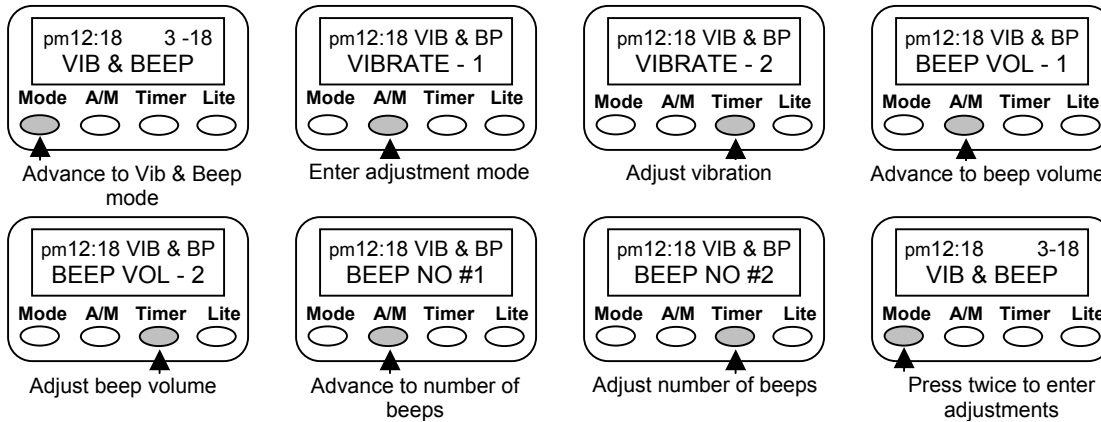 pm12:18 3 -18
VIB & BEEP
Mode A/M Timer Lite
Advance to Vib & Beep
mode
pm12:18 VIB & BP
VIBRATE - 1
Mode A/M Timer Lite
Enter adjustment mode
pm12:18 VIB & BP
VIBRATE - 2
Mode A/M Timer Lite
Adjust vibration
pm12:18 VIB & BP
BEEP VOL - 1
Mode A/M Timer Lite
Advance to beep volume
pm12:18 VIB & BP
BEEP VOL - 2
Mode A/M Timer Lite
Adjust beep volume
pm12:18 VIB & BP
BEEP NO #1
Mode A/M Timer Lite
Advance to number of
beeps
pm12:18 VIB & BP
BEEP NO #2
Mode A/M Timer Lite
Adjust number of beeps
pm12:18 3-18
VIB & BEEP
Mode A/M Timer Lite
Press twice to enter
adjustments